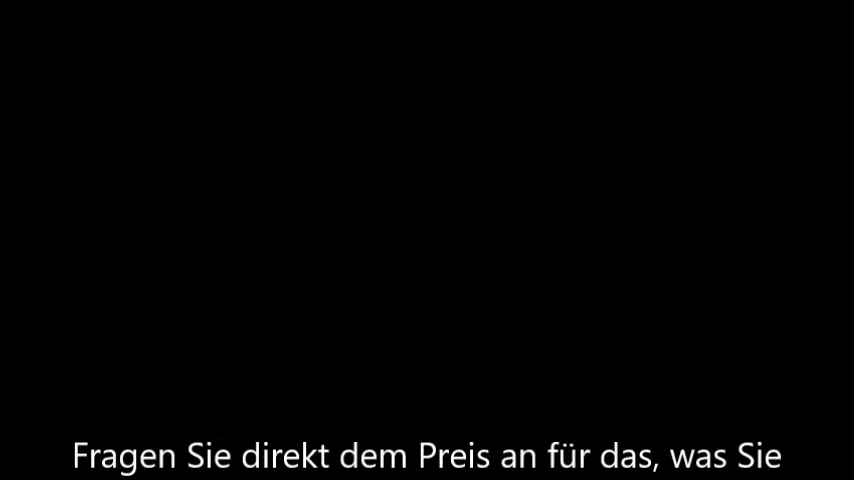 Fragen Sie direkt dem Preis an für das, was Sie